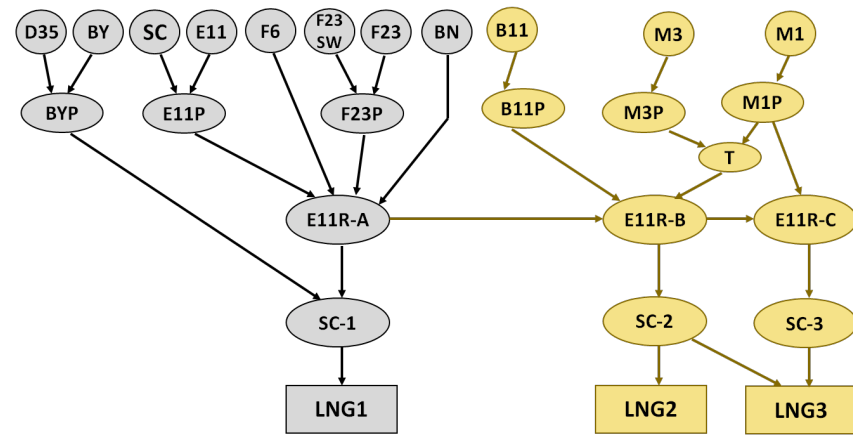 D35
BY
SC
E11
F6
F23
SW
F23
BN
B11
M3
M1
BYP
E11P
F23P
B11P
M3P
M1P
T
E11R-A
E11R-B
E11R-C
SC-1
SC-2
SC-3
LNG1
LNG2
LNG3